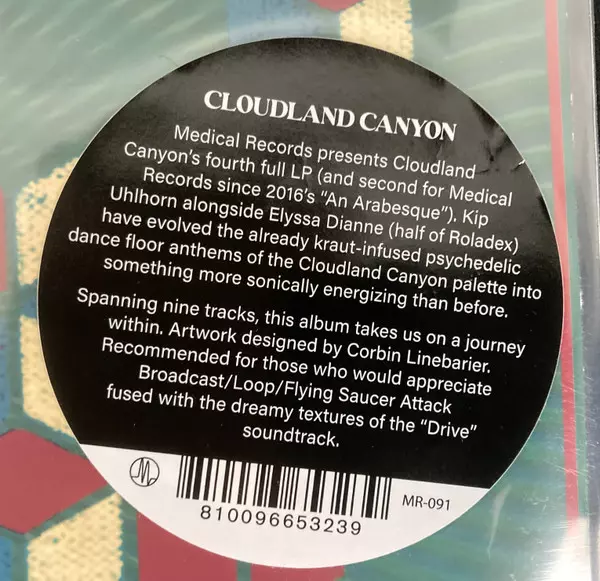 CLOUDLAND CANYON
Medical Records presents Cloudland
Canyon's fourth full LP (and second for Medical
Records since 2016's "An Arabesque"). Kip
Uhlhorn alongside Elyssa Dianne (half of Roladex)
have evolved the already kraut-infused psychedelic
dance floor anthems of the Cloudland Canyon palette into
something more sonically energizing than before.
Spanning nine tracks, this album takes us on a journey
within. Artwork designed by Corbin Linebarier.
Recommended for those who would appreciate
Broadcast/Loop/Flying Saucer Attack
fused with the dreamy textures of the "Drive"
soundtrack.
MR-091
810096653239